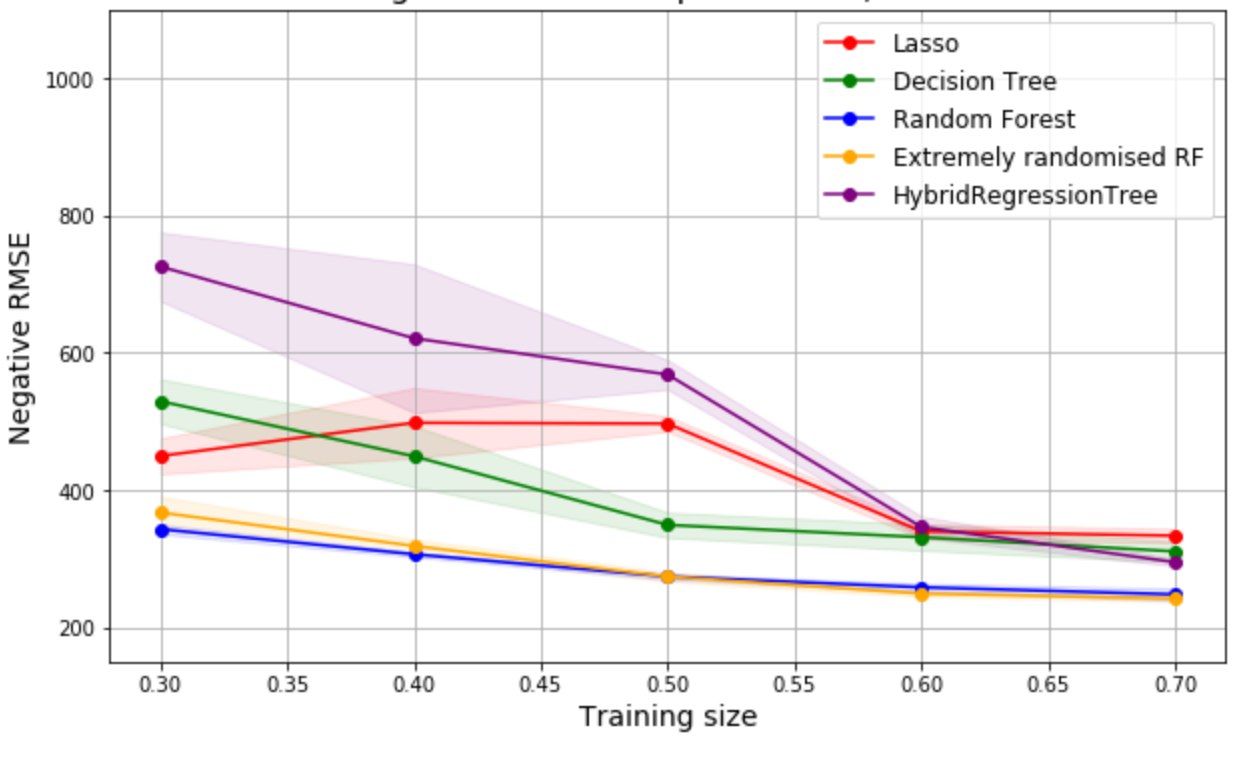 Lasso
Decision Tree
Random Forest
Extremely randomised RF
HybridRegressionTree
Negative RMSE
1000
800
600
400
200
0.30 0.35 0.40 0.45 0.50 0.55 0.60 0.65 0.70
Training size